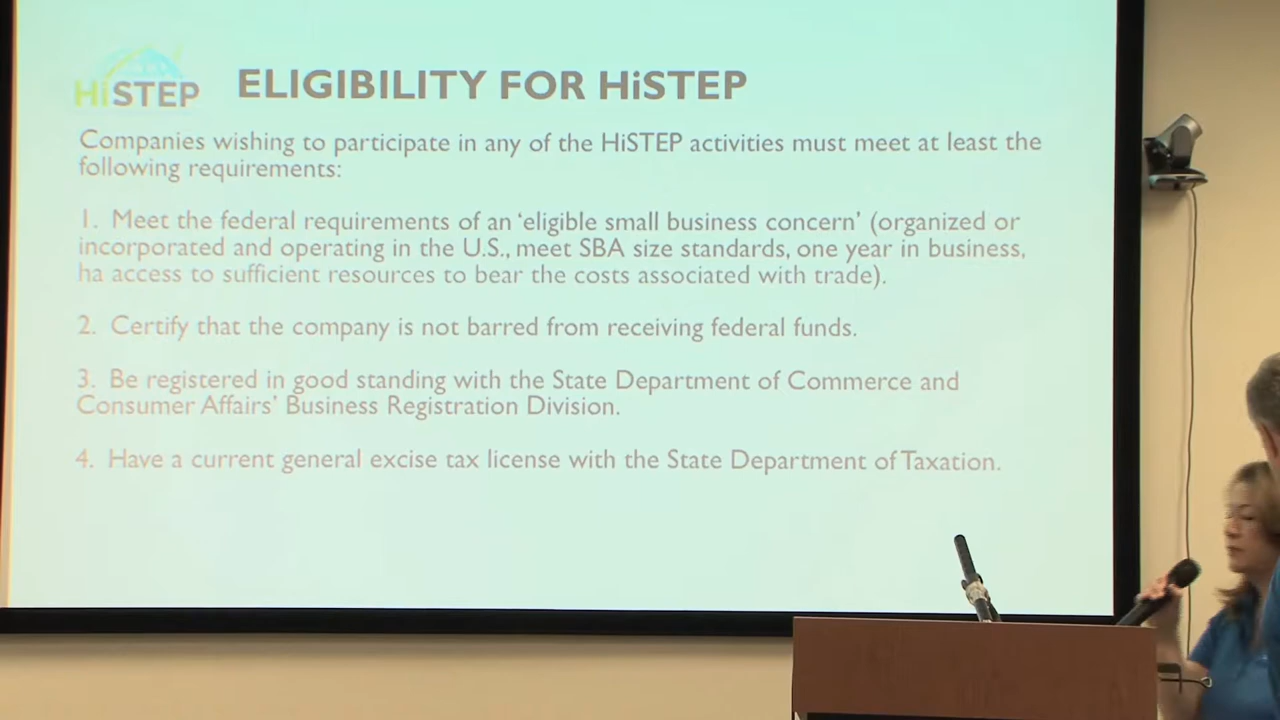 HiSTEP
ELIGIBILITY FOR HiSTEP
Companies wishing to participate in any of the HiSTEP activities must meet at least the
following requirements:
1. Meet the federal requirements of an ‘eligible small business concern’ (organized or
incorporated and operating in the U.S., meet SBA size standards, one year in business,
ha access to sufficient resources to bear the costs associated with trade).
2. Certify that the company is not barred from receiving federal funds.
3. Be registered in good standing with the State Department of Commerce and
Consumer Affairs’ Business Registration Division.
4. Have a current general excise tax license with the State Department of Taxation.